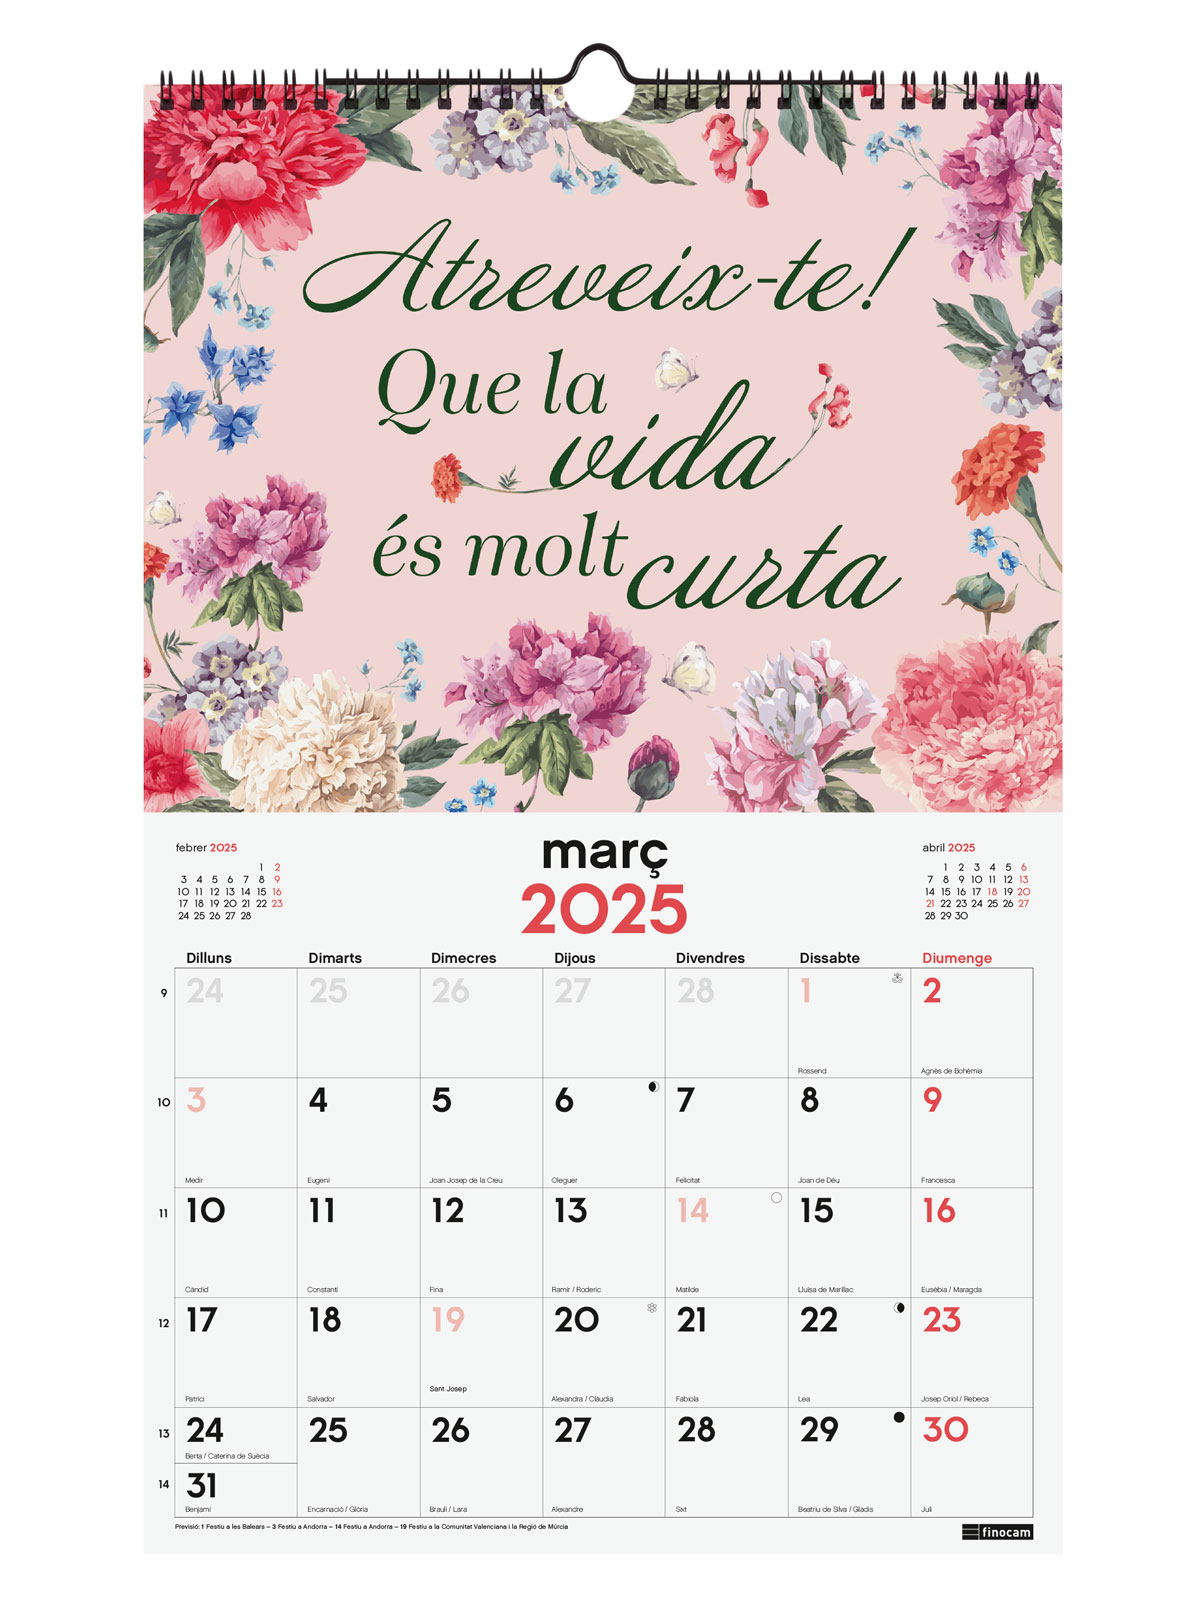 Atreveix-te!
Que la
vida
és molt curta
febrer 2025
1 2
3 4 5 6 7 8 9
10 11 12 13 14 15 16
17 18 19 20 21 22 23
24 25 26 27 28
març
2025
abril 2025
1 2 3 4 5 6
7 8 9 10 11 12 13
14 15 16 17 18 19 20
21 22 23 24 25 26 27
28 29 30
Dilluns Dimarts Dimecres Dijous Divendres Dissabte Diumenge
9 24 25 26 27 28 1 2
Rossend Agnès de Bohèmia
10 3 4 5 6 7 8 9
Medir Eugeni Joan Josep de la Creu Oleguer Felicitat Joan de Déu Francesca
11 10 11 12 13 14 15 16
Càndid Constantí Fina Ramir / Roderic Matilde Lluïsa de Marillac Eusèbia / Maragda
12 17 18 19 20 21 22 23
Patrici Salvador Sant Josep Alexandra / Clàudia Fabiola Lea Josep Oriol / Rebeca
13 24 25 26 27 28 29 30
Berta / Caterina de Suècia
14 31
Benjamí Encarnació / Glòria Brauli / Lara Alexandre Sixt Beatriu de Silva / Gladis Juli
Previsió: 1 Festiu a les Balears – 3 Festiu a Andorra – 14 Festiu a Andorra – 19 Festiu a la Comunitat Valenciana i la Regió de Múrcia
finocam